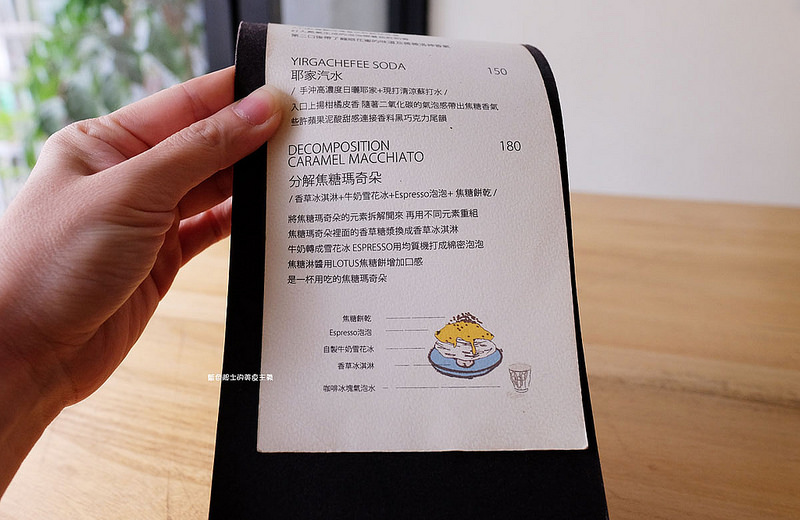 第二口後帶了
YIRGACHEFEE SODA 150
耶家汽水
/ 手沖高濃度日曬耶家+現打清涼蘇打水 /
入口上揚柑橘皮香 隨著二氧化碳的氣泡感帶出焦糖香氣
些許蘋果泥酸甜感連接香料黑巧克力尾韻
DECOMPOSITION 180
CARAMEL MACCHIATO
分解焦糖瑪奇朵
/ 香草冰淇淋+牛奶雪花冰+Espresso泡泡+ 焦糖餅乾 /
將焦糖瑪奇朵的元素拆解開來 再用不同元素重組
焦糖瑪奇朵裡面的香草糖漿換成香草冰淇淋
牛奶轉成雪花冰 ESPRESSO用均質機打成綿密泡泡
焦糖淋醬用LOTUS焦糖餅增加口感
是一杯用吃的焦糖瑪奇朵
焦糖餅乾
Espresso泡泡
自製牛奶雪花冰
香草冰淇淋
咖啡冰塊氣泡水